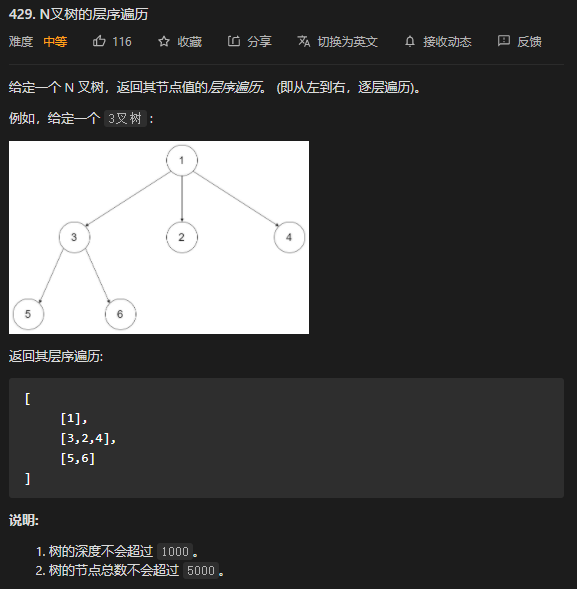 429. N叉树的层序遍历
难度 中等 116 收藏 分享 切换为英文 接收动态 反馈
给定一个 N 叉树，返回其节点值的层序遍历。 (即从左到右，逐层遍历)。
例如，给定一个 3叉树 :
1
3 2 4
5 6
返回其层序遍历:
[
[1],
[3,2,4],
[5,6]
]
说明:
1. 树的深度不会超过 1000。
2. 树的节点总数不会超过 5000。